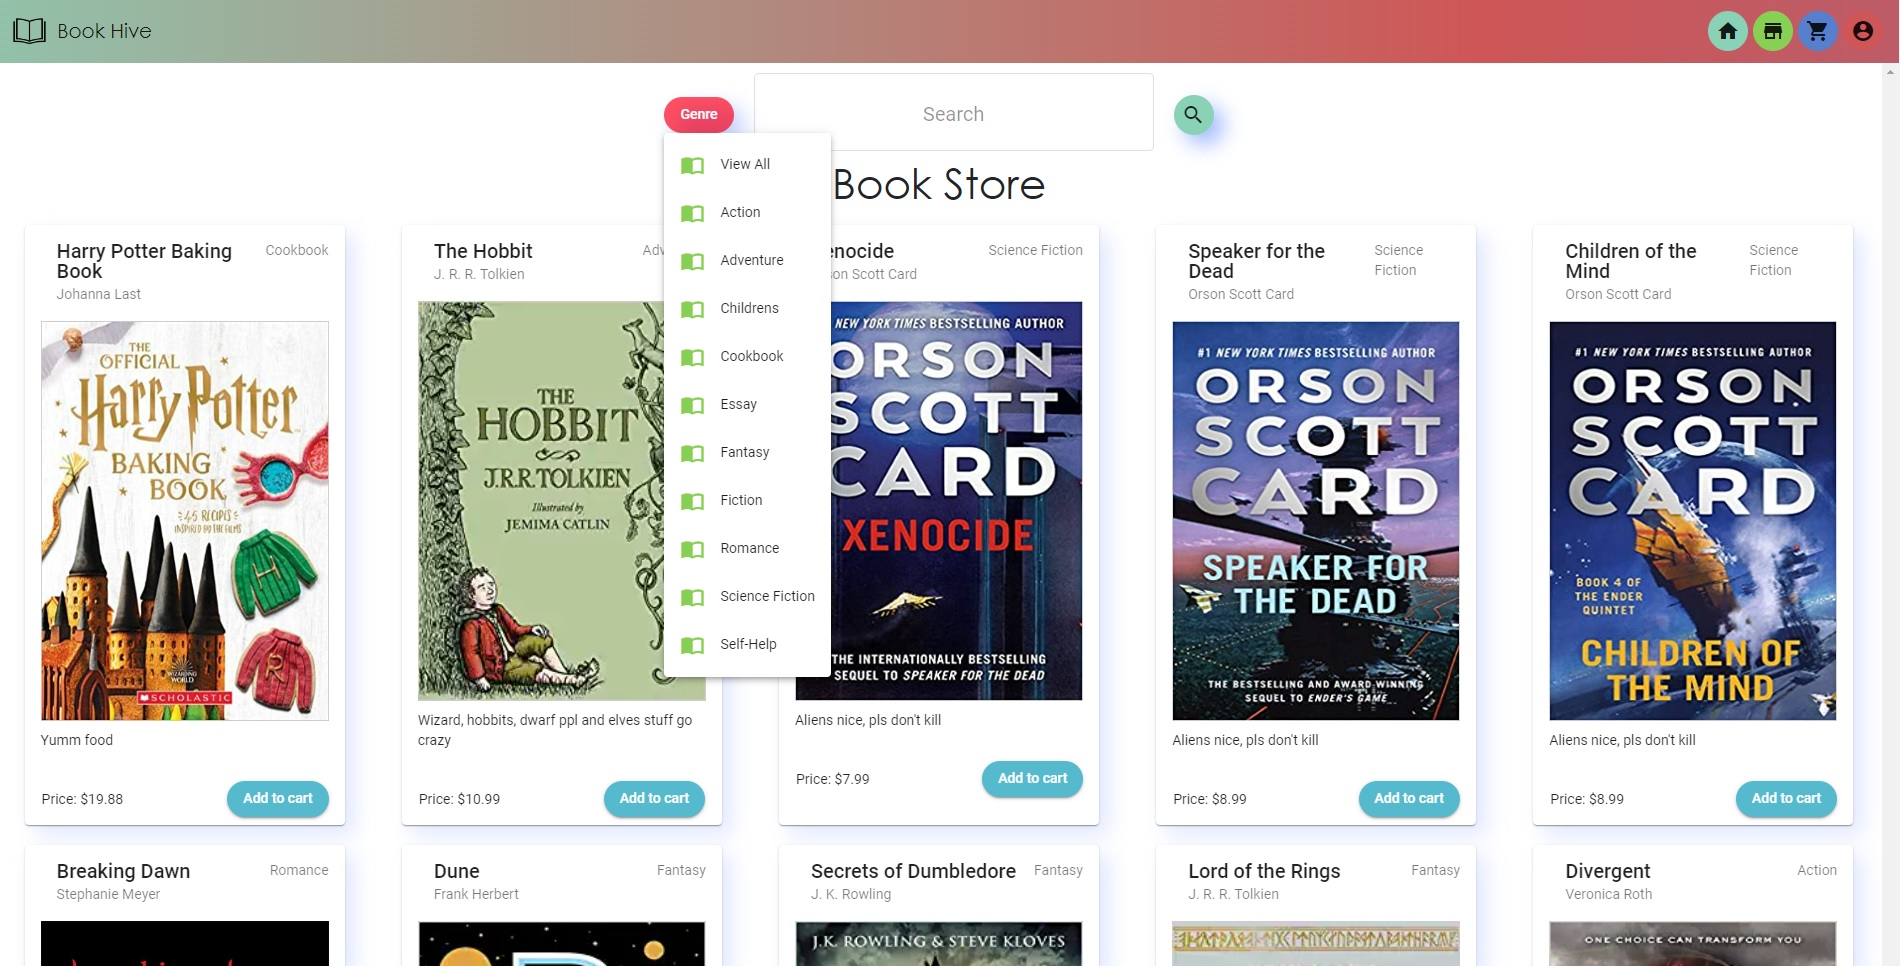 Book Hive
Genre
Search
View All
Action
Adventure
Childrens
Cookbook
Essay
Fantasy
Fiction
Romance
Science Fiction
Self-Help
Book Store
Harry Potter Baking
Book
Cookbook
Johanna Last
THE
OFFICIAL
Harry Potter
BAKING
BOOK
45 RECIPES
INSPIRED BY THE FILMS
WIZARDING
WORLD
SCHOLASTIC
Yumm food
Price: $19.88
Add to cart
The Hobbit
Adv
J. R. R. Tolkien
THE
HOBBIT
J.R.R.TOLKIEN
Illustrated by
JEMIMA CATLIN
Wizard, hobbits, dwarf ppl and elves stuff go
crazy
Price: $10.99
Add to cart
enocide
Science Fiction
son Scott Card
NEW YORK TIMES BESTSELLING AUTHOR
ORSON
SCOTT
CARD
XENOCIDE
THE INTERNATIONALLY BESTSELLING
SEQUEL TO SPEAKER FOR THE DEAD
Aliens nice, pls don't kill
Price: $7.99
Add to cart
Speaker for the
Dead
Science
Fiction
Orson Scott Card
#1 NEW YORK TIMES BESTSELLING AUTHOR
ORSON
SCOTT
CARD
SPEAKER FOR
THE DEAD
THE BESTSELLING AND AWARD WINNING
SEQUEL TO ENDER'S GAME
Aliens nice, pls don't kill
Price: $8.99
Add to cart
Children of the
Mind
Science
Fiction
Orson Scott Card
#1 NEW YORK TIMES BESTSELLING AUTHOR
ORSON
SCOTT
CARD
BOOK 4 OF
THE ENDER
QUINTET
CHILDREN OF
THE MIND
Aliens nice, pls don't kill
Price: $8.99
Add to cart
Breaking Dawn
Romance
Stephanie Meyer
Dune
Fantasy
Frank Herbert
Secrets of Dumbledore
Fantasy
J. K. Rowling
J.K. ROWLING & STEVE KLOVES
Lord of the Rings
Fantasy
J. R. R. Tolkien
Divergent
Action
Veronica Roth
ONE CHOICE CAN TRANSFORM YOU